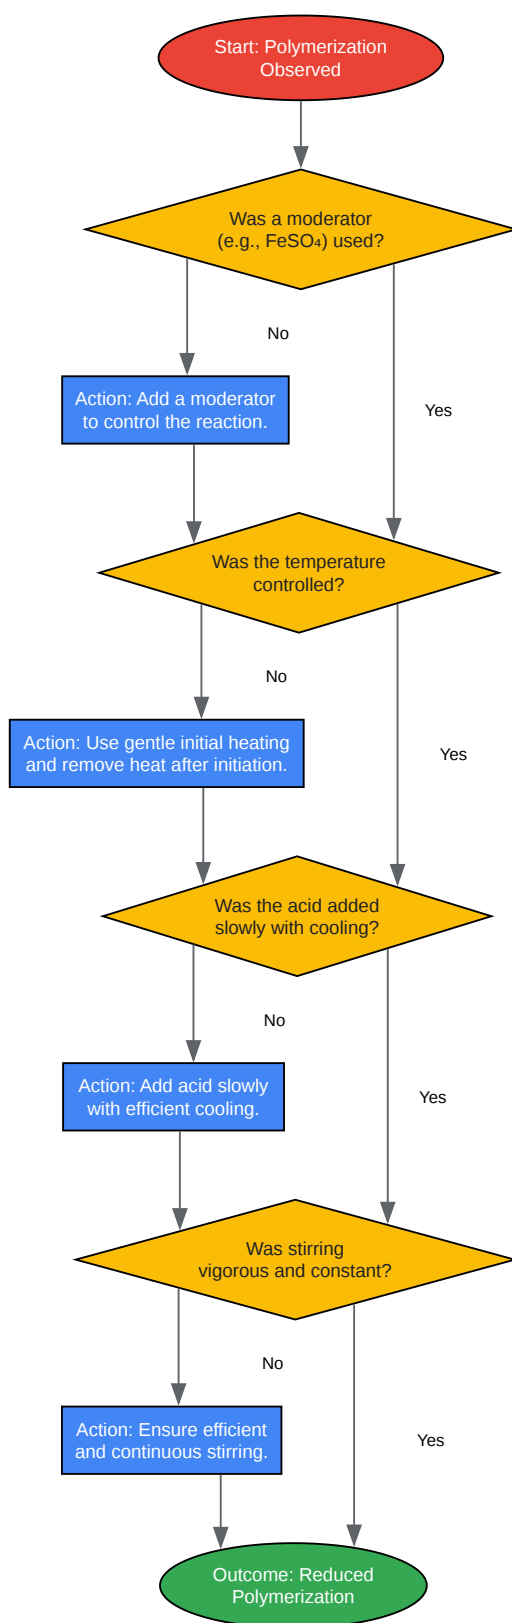 Start: Polymerization
Observed
Was a moderator
(e.g., FeSO₄) used?
No
Action: Add a moderator
to control the reaction.
Yes
Was the temperature
controlled?
No
Action: Use gentle initial heating
and remove heat after initiation.
Yes
Was the acid added
slowly with cooling?
No
Action: Add acid slowly
with efficient cooling.
Yes
Was stirring
vigorous and constant?
No
Action: Ensure efficient
and continuous stirring.
Yes
Outcome: Reduced
Polymerization